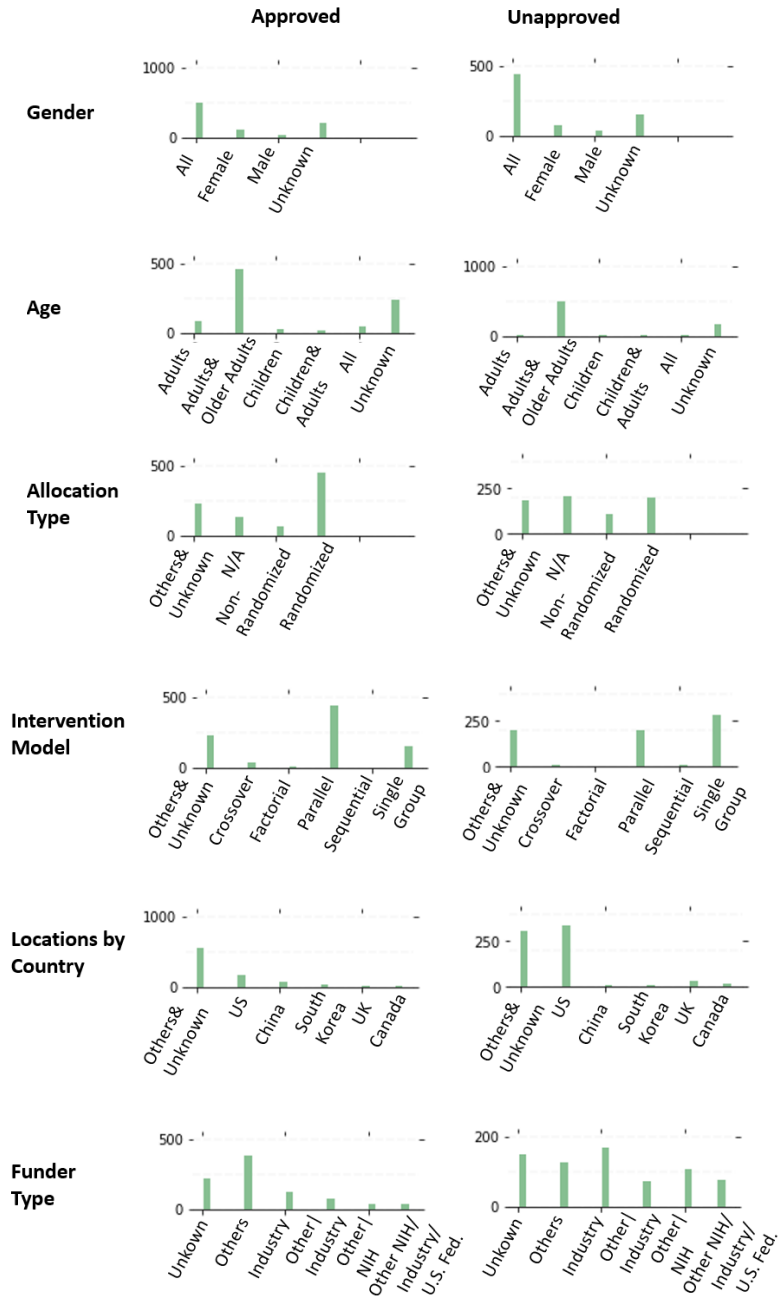 Approved Unapproved
Gender
1000
0
All
Female
Male
Unknown
500
0
All
Female
Male
Unknown
Age
500
0
Adults
Adults&
Older Adults
Children
Children&
Adults
All
Unknown
1000
0
Adults
Adults&
Older Adults
Children
Children&
Adults
All
Unknown
Allocation
Type
500
0
Others&
Unknown
N/A
Non-
Randomized
Randomized
250
0
Others&
Unknown
N/A
Non-
Randomized
Randomized
Intervention
Model
500
0
Others&
Unknown
Crossover
Factorial
Parallel
Sequential
Single
Group
250
0
Others&
Unknown
Crossover
Factorial
Parallel
Sequential
Single
Group
Locations by
Country
1000
0
Others&
Unknown
US
China
South
Korea
UK
Canada
250
0
Others&
Unknown
US
China
South
Korea
UK
Canada
Funder
Type
500
0
Unkown
Others
Industry
Other|
Industry
Other|
NIH
Other NIH/
Industry/
U.S. Fed.
200
0
Unkown
Others
Industry
Other|
Industry
Other|
NIH
Other NIH/
Industry/
U.S. Fed.